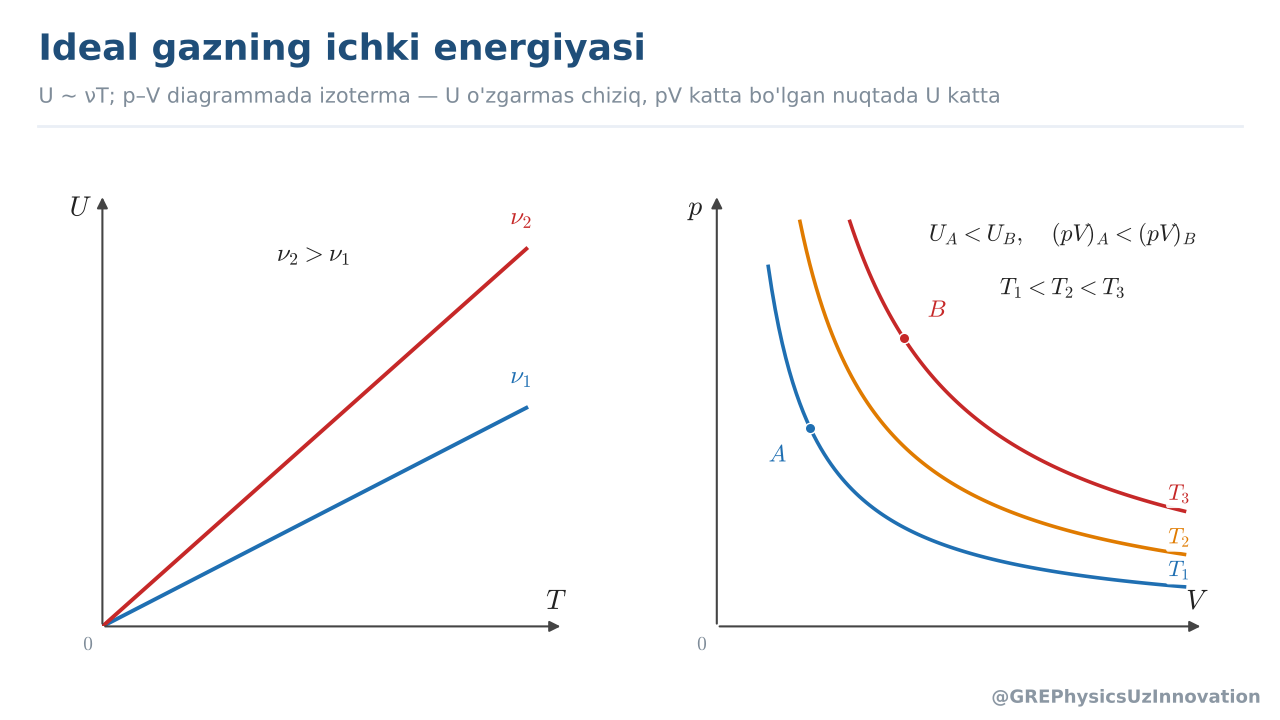 Ideal gazning ichki energiyasi
U ~ νT; p–V diagrammada izoterma — U o'zgarmas chiziq, pV katta bo'lgan nuqtada U katta
U
ν₂
ν₂ > ν₁
ν₁
T
0
p
U_A < U_B, (pV)_A < (pV)_B
T₁ < T₂ < T₃
B
A
T₃
T₂
T₁
V
0
@GREPhysicsUzInnovation